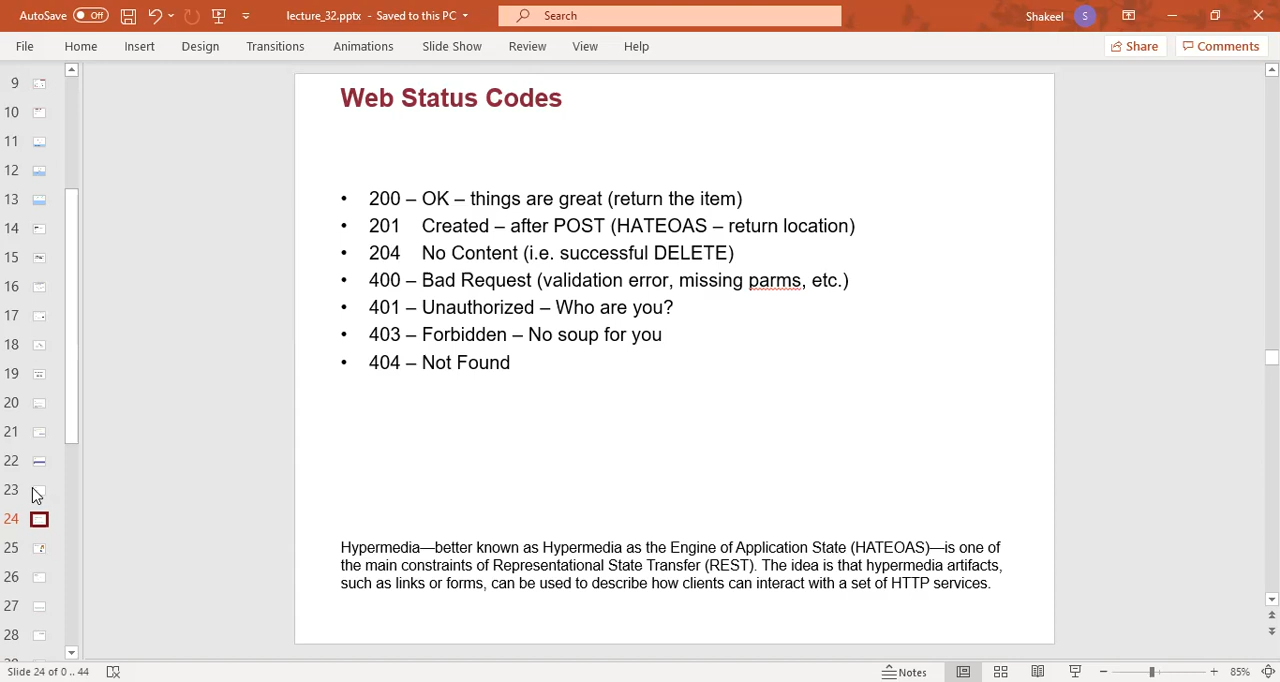 AutoSave Off lecture_32.pptx - Saved to this PC Search Shakeel S
File Home Insert Design Transitions Animations Slide Show Review View Help Share Comments
9
10
11
12
13
14
15
16
17
18
19
20
21
22
23
24
25
26
27
28
Web Status Codes
• 200 – OK – things are great (return the item)
• 201 Created – after POST (HATEOAS – return location)
• 204 No Content (i.e. successful DELETE)
• 400 – Bad Request (validation error, missing parms, etc.)
• 401 – Unauthorized – Who are you?
• 403 – Forbidden – No soup for you
• 404 – Not Found
Hypermedia—better known as Hypermedia as the Engine of Application State (HATEOAS)—is one of
the main constraints of Representational State Transfer (REST). The idea is that hypermedia artifacts,
such as links or forms, can be used to describe how clients can interact with a set of HTTP services.
Slide 24 of 0 .. 44 Notes 85%